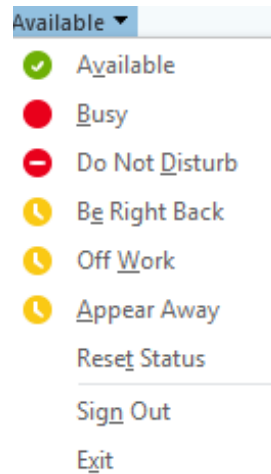 Available
Available
Busy
Do Not Disturb
Be Right Back
Off Work
Appear Away
Reset Status
Sign Out
Exit